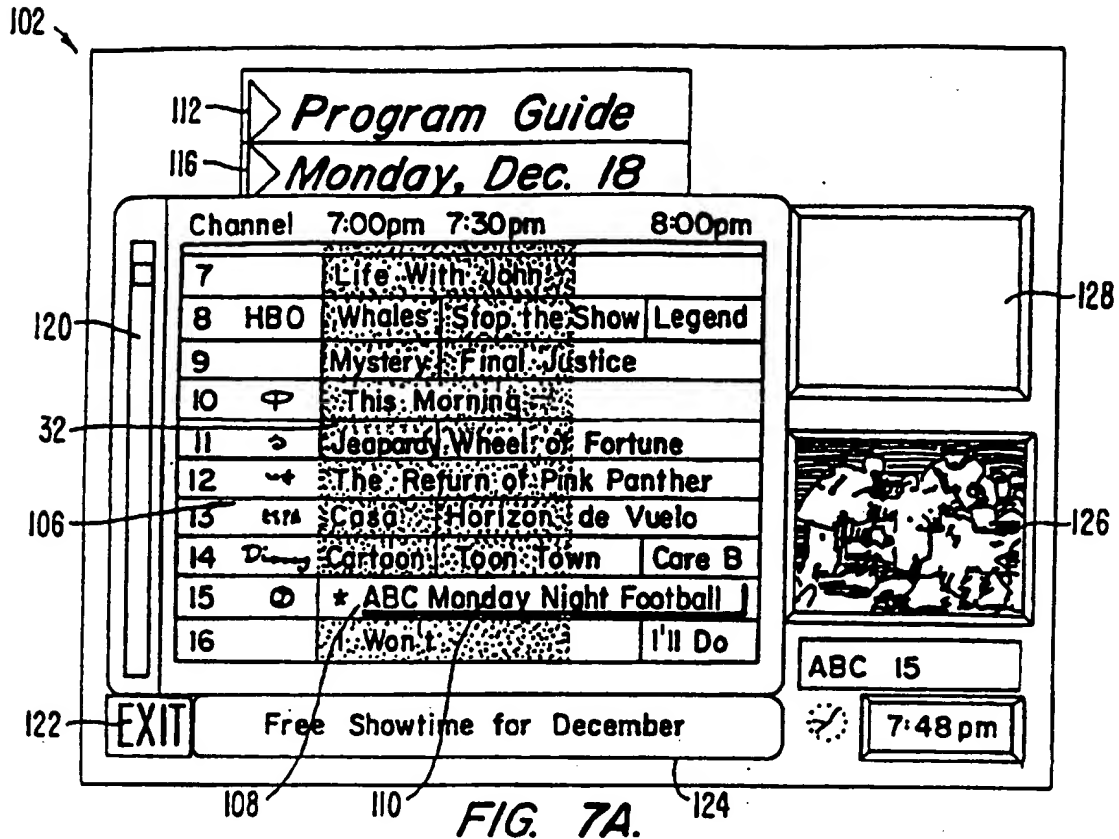 102
112 Program Guide
116 Monday, Dec. 18
Channel 7:00pm 7:30pm 8:00pm
7 Life With John
120
128
8 HBO Whales Stop the Show Legend
9 Mystery Final Justice
10 This Morning
32
11 Jeapardy Wheel of Fortune
12 The Return of Pink Panther
106
126
13 Casa Horizon de Vuelo
14 Disney Cartoon Toon Town Care B
15 * ABC Monday Night Football
16 I Won't I'll Do
ABC 15
122 EXIT Free Showtime for December 7:48pm
108 110 124
FIG. 7A.